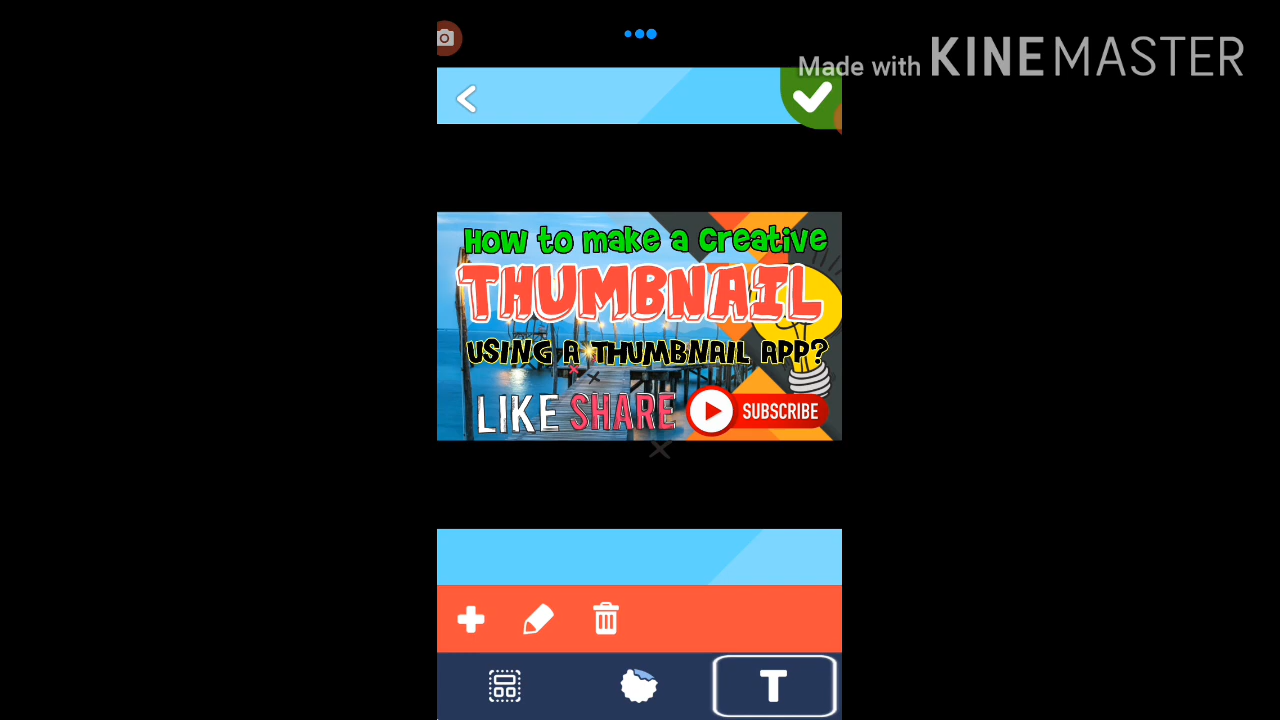 Made with KINEMASTER
How to make a creative
THUMBNAIL
USING A THUMBNAIL APP?
LIKE SHARE SUBSCRIBE
T